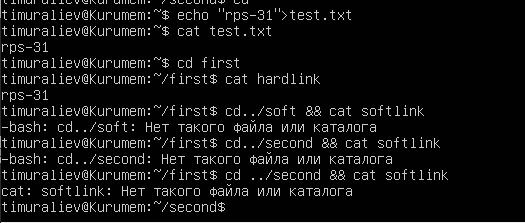 timuraliev@Kurumem:~/second$ cd
timuraliev@Kurumem:~$ echo "rps-31">test.txt
timuraliev@Kurumem:~$ cat test.txt
rps-31
timuraliev@Kurumem:~$ cd first
timuraliev@Kurumem:~/first$ cat hardlink
rps-31
timuraliev@Kurumem:~/first$ cd../soft && cat softlink
-bash: cd../soft: Нет такого файла или каталога
timuraliev@Kurumem:~/first$ cd../second && cat softlink
-bash: cd../second: Нет такого файла или каталога
timuraliev@Kurumem:~/first$ cd ../second && cat softlink
cat: softlink: Нет такого файла или каталога
timuraliev@Kurumem:~/second$